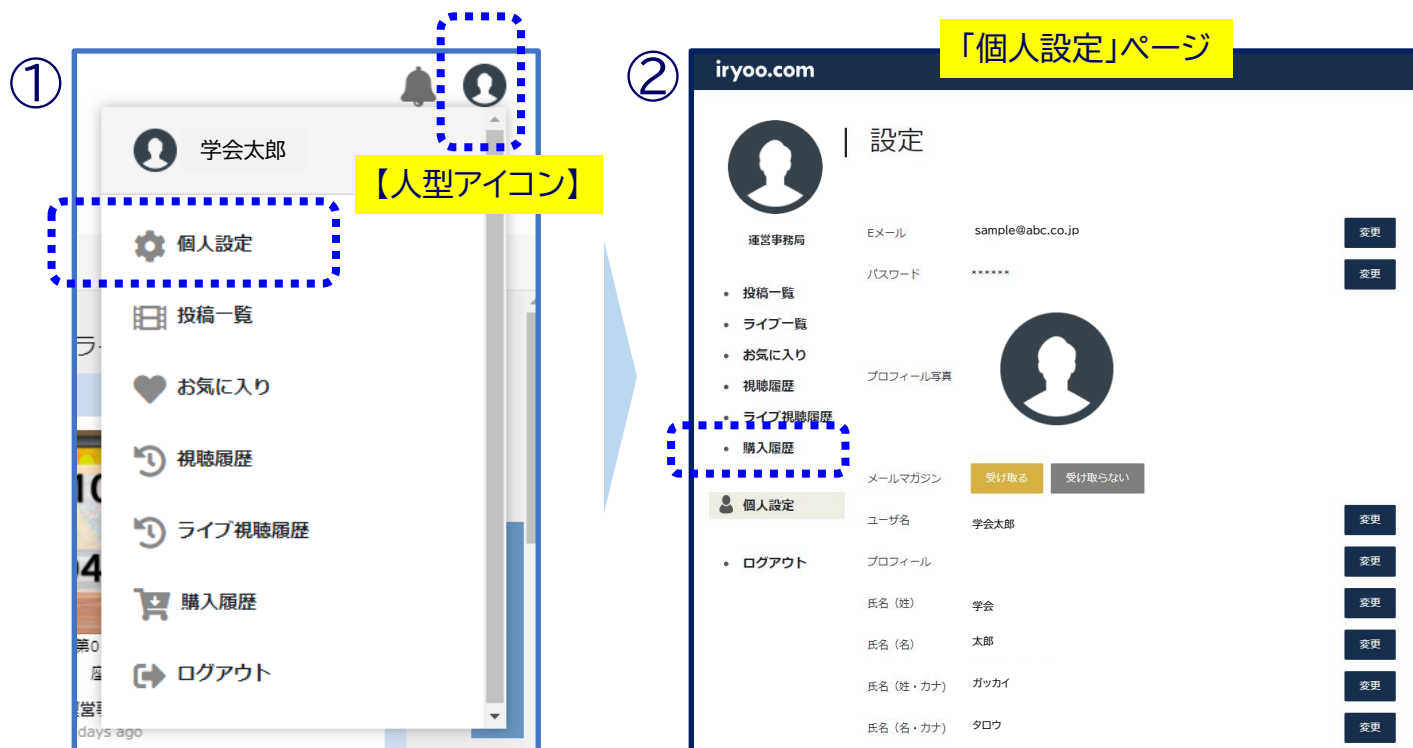 ①
学会太郎
【人型アイコン】
個人設定
投稿一覧
お気に入り
視聴履歴
ライブ視聴履歴
購入履歴
ログアウト
days ago
②
「個人設定」ページ
iryoo.com
設定
運営事務局
投稿一覧
ライブ一覧
お気に入り
視聴履歴
ライブ視聴履歴
購入履歴
個人設定
ログアウト
Eメール sample@abc.co.jp 変更
パスワード ****** 変更
プロフィール写真
メールマガジン 受け取る 受け取らない
ユーザ名 学会太郎 変更
プロフィール 変更
氏名（姓） 学会 変更
氏名（名） 太郎 変更
氏名（姓・カナ） ガッカイ 変更
氏名（名・カナ） タロウ 変更